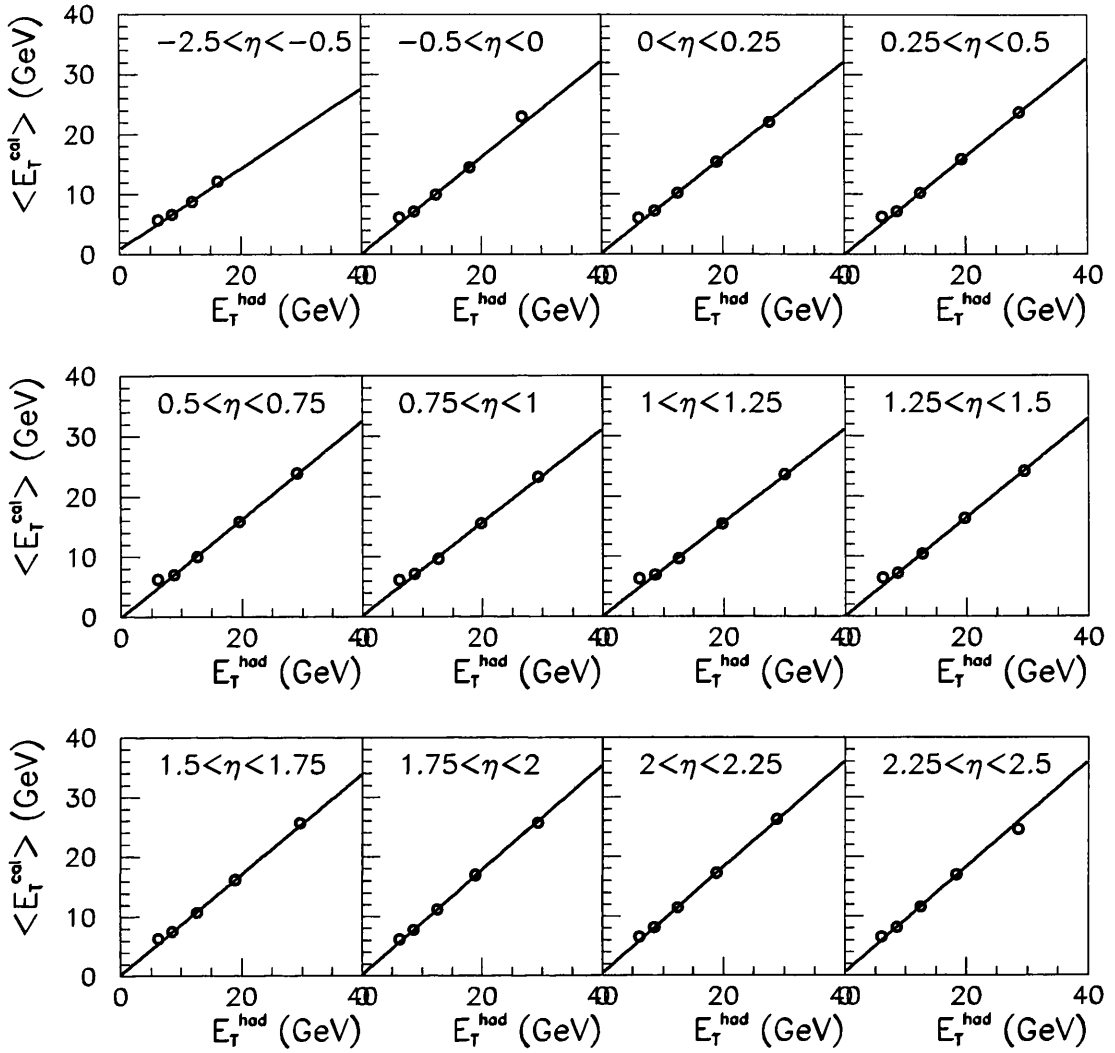 <E_T^cal> (GeV)
40
30
20
10
0
-2.5<η<-0.5
-0.5<η<0
0<η<0.25
0.25<η<0.5
0 20 40 0 20 40 0 20 40 0 20 40
E_T^had (GeV) E_T^had (GeV) E_T^had (GeV) E_T^had (GeV)
<E_T^cal> (GeV)
40
30
20
10
0
0.5<η<0.75
0.75<η<1
1<η<1.25
1.25<η<1.5
0 20 40 0 20 40 0 20 40 0 20 40
E_T^had (GeV) E_T^had (GeV) E_T^had (GeV) E_T^had (GeV)
<E_T^cal> (GeV)
40
30
20
10
0
1.5<η<1.75
1.75<η<2
2<η<2.25
2.25<η<2.5
0 20 40 0 20 40 0 20 40 0 20 40
E_T^had (GeV) E_T^had (GeV) E_T^had (GeV) E_T^had (GeV)